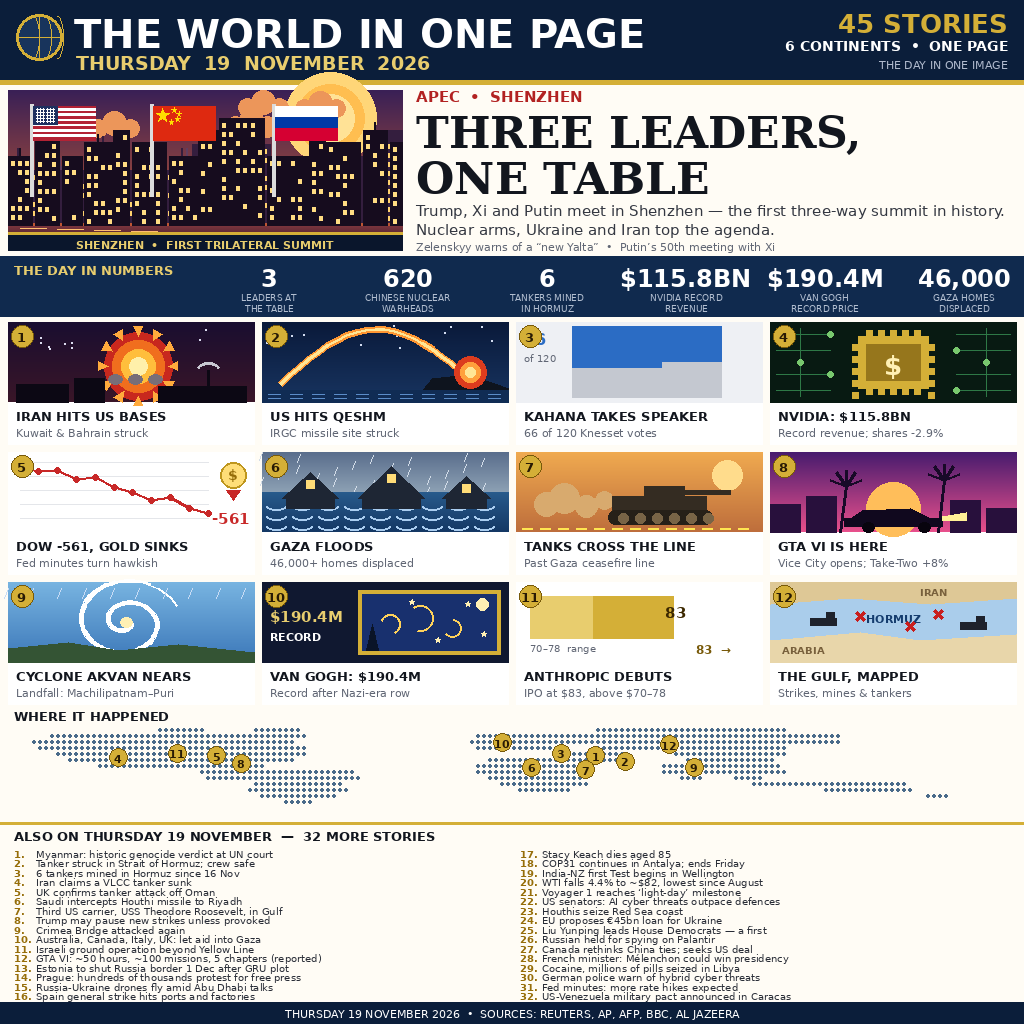 THE WORLD IN ONE PAGE
THURSDAY 19 NOVEMBER 2026
45 STORIES
6 CONTINENTS • ONE PAGE
THE DAY IN ONE IMAGE
SHENZHEN • FIRST TRILATERAL SUMMIT
APEC • SHENZHEN
THREE LEADERS,
ONE TABLE
Trump, Xi and Putin meet in Shenzhen — the first three-way summit in history.
Nuclear arms, Ukraine and Iran top the agenda.
Zelenskyy warns of a “new Yalta” • Putin’s 50th meeting with Xi
THE DAY IN NUMBERS
3
LEADERS AT
THE TABLE
620
CHINESE NUCLEAR
WARHEADS
6
TANKERS MINED
IN HORMUZ
$115.8BN
NVIDIA RECORD
REVENUE
$190.4M
VAN GOGH
RECORD PRICE
46,000
GAZA HOMES
DISPLACED
1
IRAN HITS US BASES
Kuwait & Bahrain struck
2
US HITS QESHM
IRGC missile site struck
3
of 120
KAHANA TAKES SPEAKER
66 of 120 Knesset votes
4
$
NVIDIA: $115.8BN
Record revenue; shares -2.9%
5
$
-561
DOW -561, GOLD SINKS
Fed minutes turn hawkish
6
GAZA FLOODS
46,000+ homes displaced
7
TANKS CROSS THE LINE
Past Gaza ceasefire line
8
GTA VI IS HERE
Vice City opens; Take-Two +8%
9
CYCLONE AKVAN NEARS
Landfall: Machilipatnam–Puri
10
$190.4M
RECORD
VAN GOGH: $190.4M
Record after Nazi-era row
11
83
70–78 range
83 →
ANTHROPIC DEBUTS
IPO at $83, above $70–78
12
IRAN
HORMUZ
ARABIA
THE GULF, MAPPED
Strikes, mines & tankers
WHERE IT HAPPENED
4
11
5
8
10
6
3
7
1
2
12
9
ALSO ON THURSDAY 19 NOVEMBER — 32 MORE STORIES
1. Myanmar: historic genocide verdict at UN court
2. Tanker struck in Strait of Hormuz; crew safe
3. 6 tankers mined in Hormuz since 16 Nov
4. Iran claims a VLCC tanker sunk
5. UK confirms tanker attack off Oman
6. Saudi intercepts Houthi missile to Riyadh
7. Third US carrier, USS Theodore Roosevelt, in Gulf
8. Trump may pause new strikes unless provoked
9. Crimea Bridge attacked again
10. Australia, Canada, Italy, UK: let aid into Gaza
11. Israeli ground operation beyond Yellow Line
12. GTA VI: ~50 hours, ~100 missions, 5 chapters (reported)
13. Estonia to shut Russia border 1 Dec after GRU plot
14. Prague: hundreds of thousands protest for free press
15. Russia-Ukraine drones fly amid Abu Dhabi talks
16. Spain general strike hits ports and factories
17. Stacy Keach dies aged 85
18. COP31 continues in Antalya; ends Friday
19. India-NZ first Test begins in Wellington
20. WTI falls 4.4% to ~$82, lowest since August
21. Voyager 1 reaches ‘light-day’ milestone
22. US senators: AI cyber threats outpace defences
23. Houthis seize Red Sea coast
24. EU proposes €45bn loan for Ukraine
25. Liu Yunping leads House Democrats — a first
26. Russian held for spying on Palantir
27. Canada rethinks China ties; seeks US deal
28. French minister: Mélenchon could win presidency
29. Cocaine, millions of pills seized in Libya
30. German police warn of hybrid cyber threats
31. Fed minutes: more rate hikes expected
32. US-Venezuela military pact announced in Caracas
THURSDAY 19 NOVEMBER 2026 • SOURCES: REUTERS, AP, AFP, BBC, AL JAZEERA